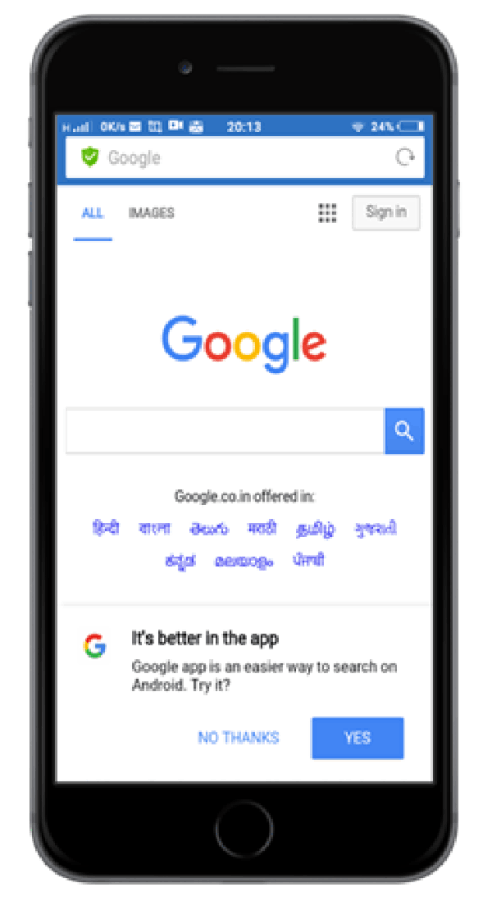 H 0K/s 20:13 24%
Google
ALL IMAGES Sign in
Google
Google.co.in offered in:
हिन्दी বাংলা తెలుగు मराठी தமிழ் ગુજરાતી
ಕನ್ನಡ മലയാളം ਪੰਜਾਬੀ
G
It's better in the app
Google app is an easier way to search on
Android. Try it?
NO THANKS YES